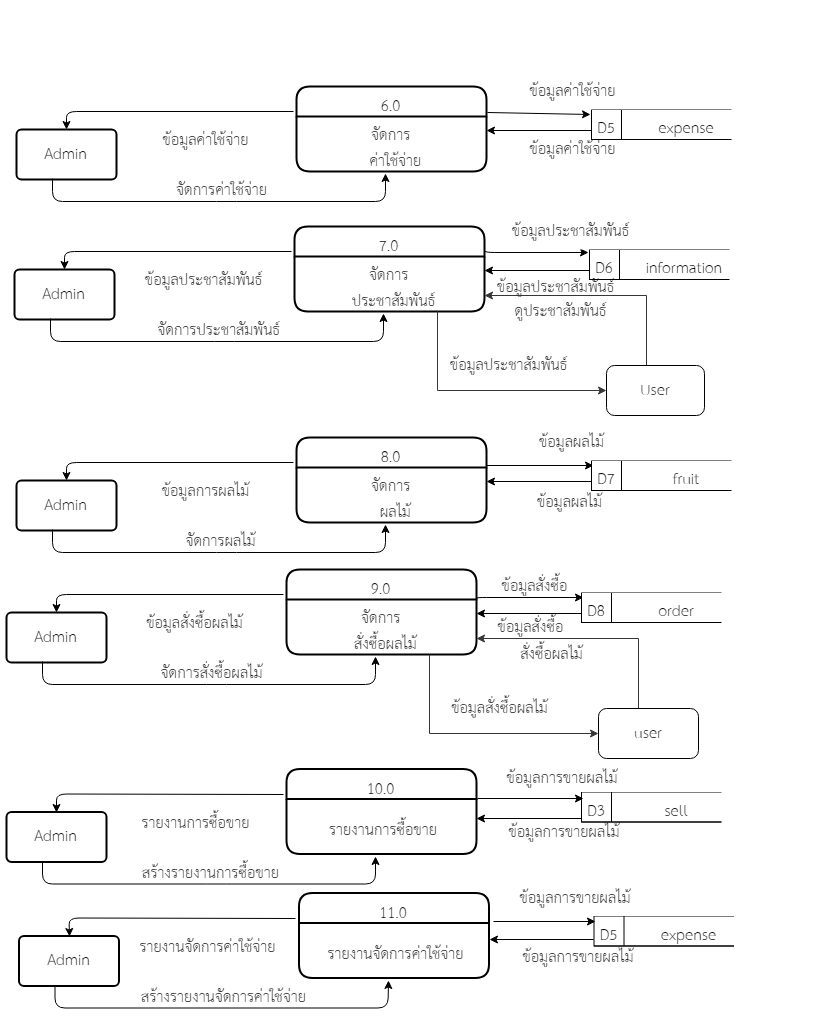 ข้อมูลค่าใช้จ่าย
6.0
D5
expense
จัดการ
ค่าใช้จ่าย
ข้อมูลค่าใช้จ่าย
ข้อมูลค่าใช้จ่าย
Admin
จัดการค่าใช้จ่าย
ข้อมูลประชาสัมพันธ์
7.0
D6
information
จัดการ
ประชาสัมพันธ์
ข้อมูลประชาสัมพันธ์
ข้อมูลประชาสัมพันธ์
Admin
ดูประชาสัมพันธ์
จัดการประชาสัมพันธ์
ข้อมูลประชาสัมพันธ์
User
ข้อมูลผลไม้
8.0
D7
fruit
จัดการ
ผลไม้
ข้อมูลการผลไม้
ข้อมูลผลไม้
Admin
จัดการผลไม้
ข้อมูลสั่งซื้อ
9.0
D8
order
จัดการ
สั่งซื้อผลไม้
ข้อมูลสั่งซื้อผลไม้
ข้อมูลสั่งซื้อ
Admin
สั่งซื้อผลไม้
จัดการสั่งซื้อผลไม้
ข้อมูลสั่งซื้อผลไม้
user
ข้อมูลการขายผลไม้
10.0
D3
sell
รายงานการซื้อขาย
รายงานการซื้อขาย
ข้อมูลการขายผลไม้
Admin
สร้างรายงานการซื้อขาย
ข้อมูลการขายผลไม้
11.0
D5
expense
รายงานจัดการค่าใช้จ่าย
รายงานจัดการค่าใช้จ่าย
ข้อมูลการขายผลไม้
Admin
สร้างรายงานจัดการค่าใช้จ่าย